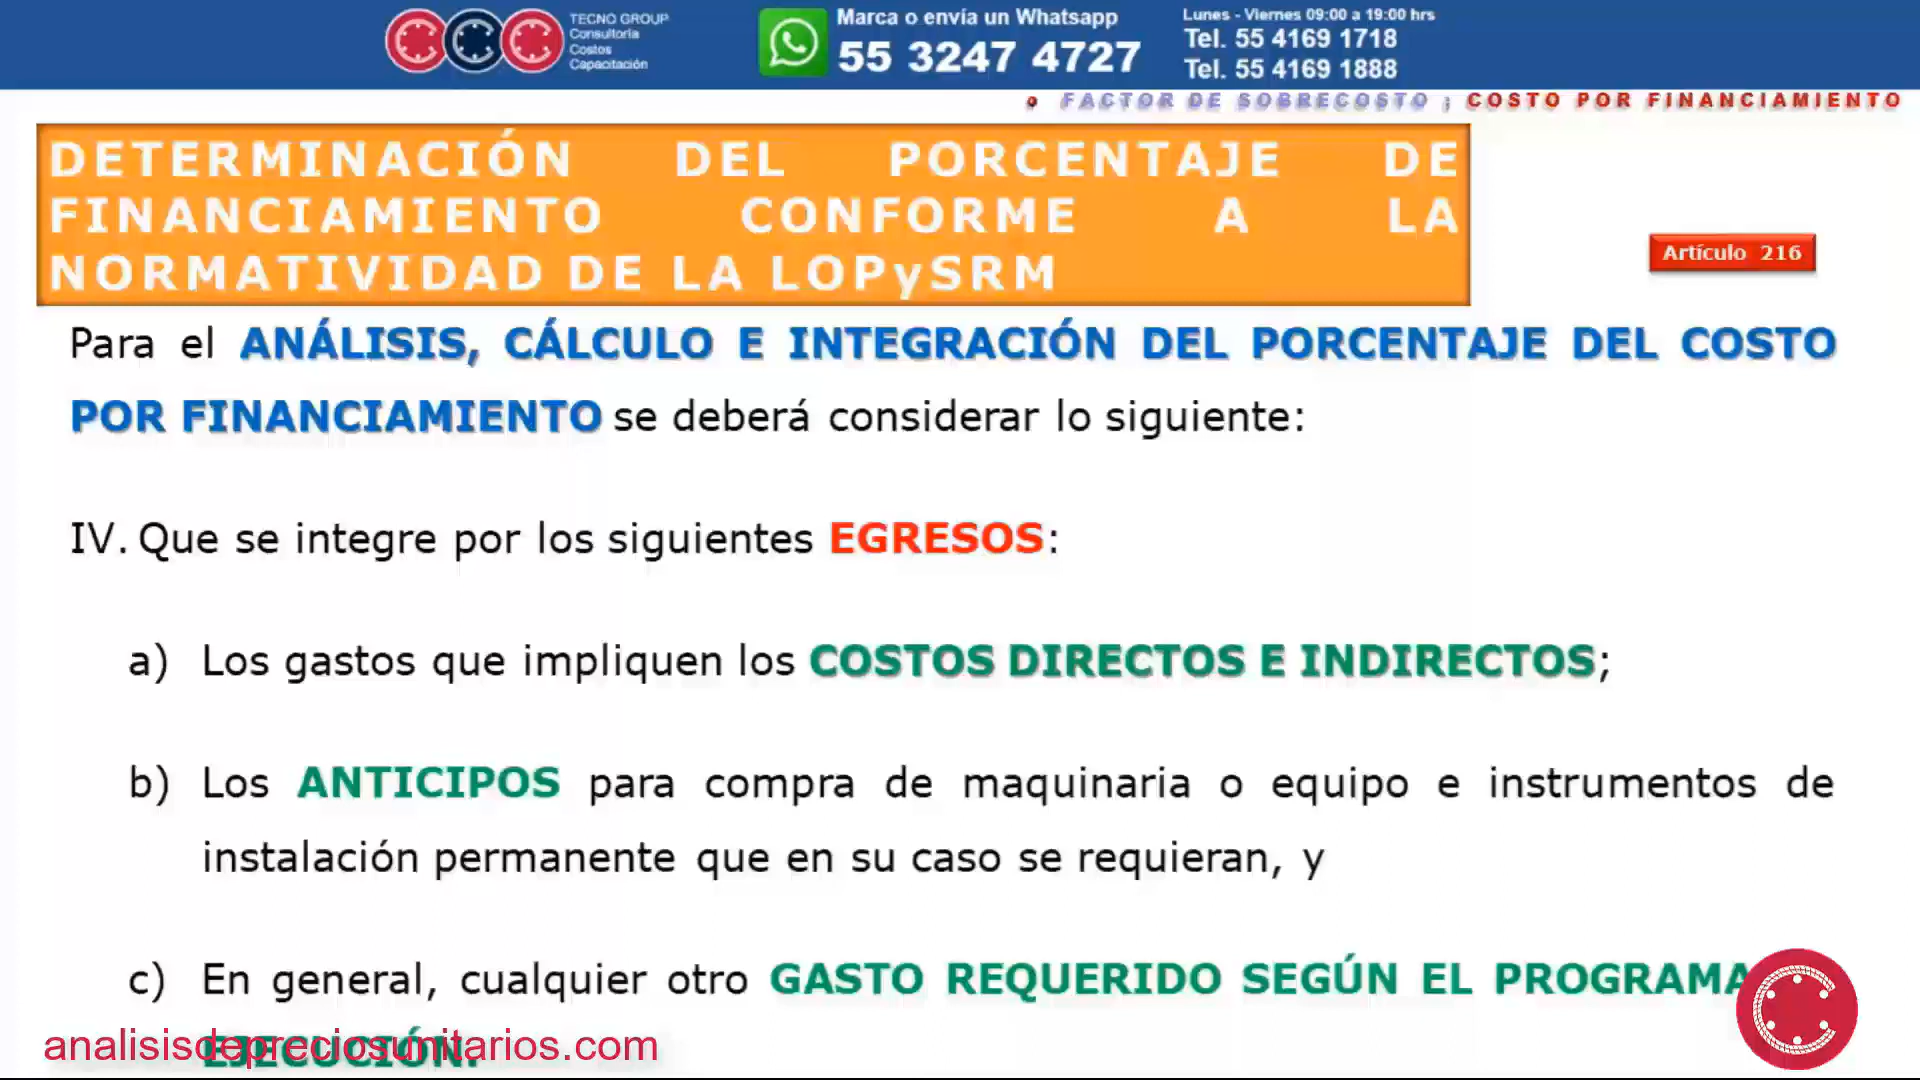 TECNO GROUP
Consultoría
Costos
Capacitación
Marca o envía un Whatsapp
55 3247 4727
Lunes - Viernes 09:00 a 19:00 hrs
Tel. 55 4169 1718
Tel. 55 4169 1888
• FACTOR DE SOBRECOSTO ; COSTO POR FINANCIAMIENTO
DETERMINACIÓN DEL PORCENTAJE DE
FINANCIAMIENTO CONFORME A LA
NORMATIVIDAD DE LA LOPySRM
Artículo 216
Para el ANÁLISIS, CÁLCULO E INTEGRACIÓN DEL PORCENTAJE DEL COSTO
POR FINANCIAMIENTO se deberá considerar lo siguiente:
IV. Que se integre por los siguientes EGRESOS:
a) Los gastos que impliquen los COSTOS DIRECTOS E INDIRECTOS;
b) Los ANTICIPOS para compra de maquinaria o equipo e instrumentos de
instalación permanente que en su caso se requieran, y
c) En general, cualquier otro GASTO REQUERIDO SEGÚN EL PROGRAMA
EJECUCIÓN.
analisisdepreciosunitarios.com